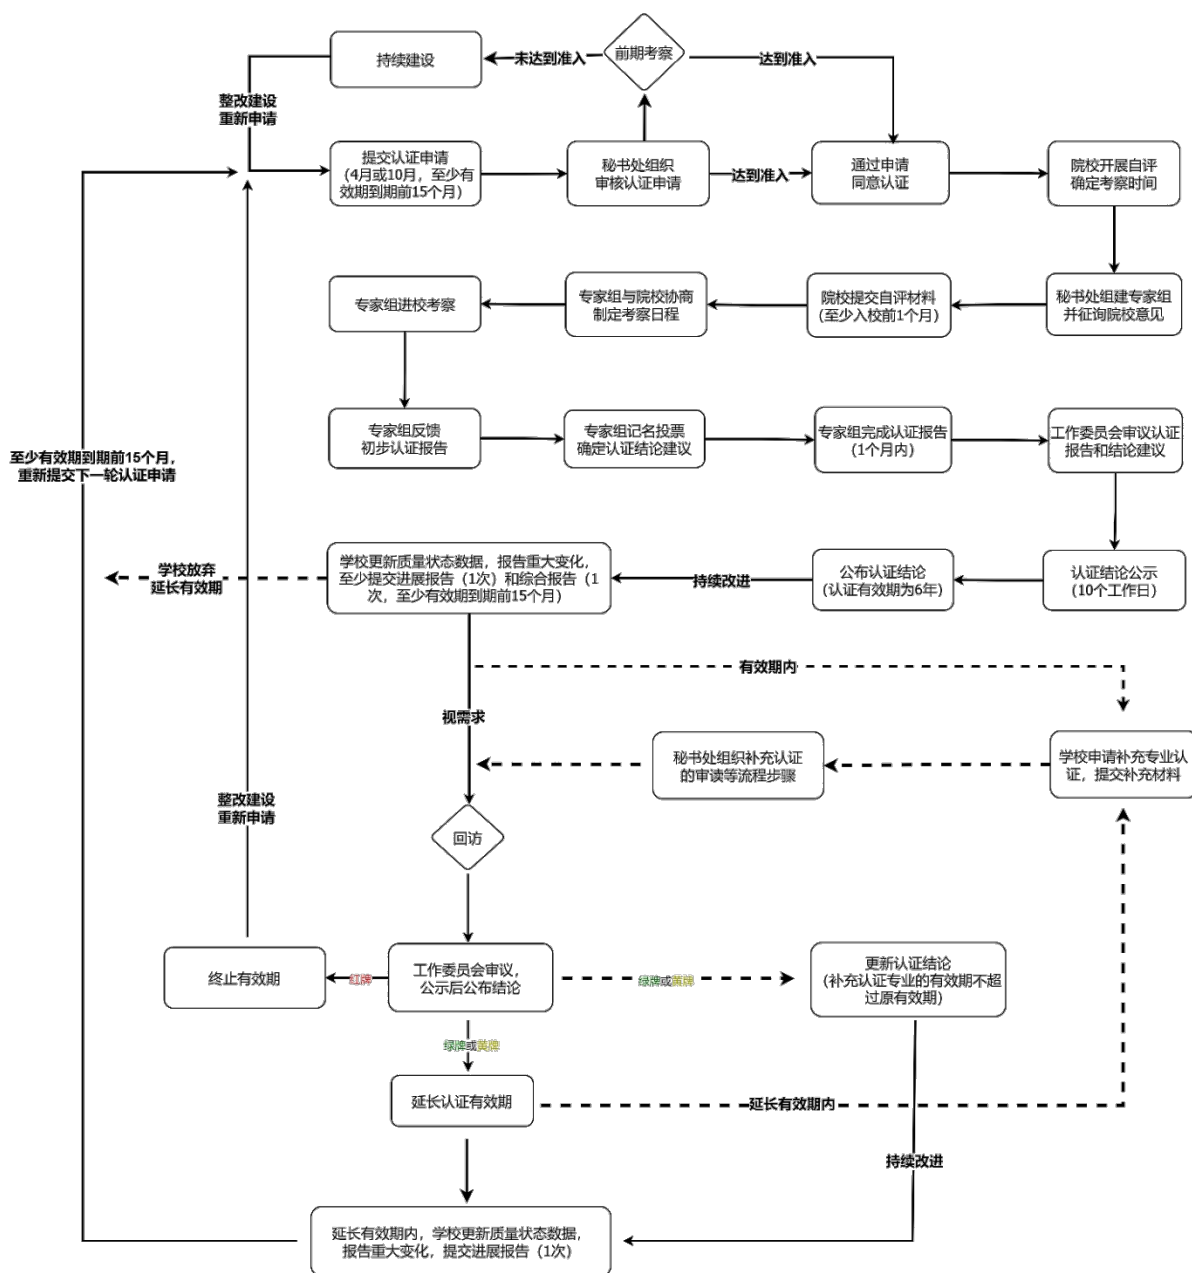 前期考察
持续建设
未达到准入
达到准入
整改建设
重新申请
提交认证申请
（4月或10月，至少有
效期到期前15个月）
秘书处组织
审核认证申请
达到准入
通过申请
同意认证
院校开展自评
确定考察时间
专家组进校考察
专家组与院校协商
制定考察日程
院校提交自评材料
（至少入校前1个月）
秘书处组建专家组
并征询院校意见
专家组反馈
初步认证报告
专家组记名投票
确定认证结论建议
专家组完成认证报告
（1个月内）
工作委员会审议认证
报告和结论建议
至少有效期到期前15个月，
重新提交下一轮认证申请
学校放弃
延长有效期
学校更新质量状态数据，报告重大变化，
至少提交进展报告（1次）和综合报告（1
次，至少有效期到期前15个月）
持续改进
公布认证结论
（认证有效期为6年）
认证结论公示
（10个工作日）
有效期内
视需求
秘书处组织补充认证
的审读等流程步骤
学校申请补充专业认
证，提交补充材料
整改建设
重新申请
回访
终止有效期
红牌
工作委员会审议，
公示后公布结论
绿牌或黄牌
更新认证结论
（补充认证专业的有效期不超
过原有效期）
绿牌或黄牌
延长认证有效期
延长有效期内
持续改进
延长有效期内，学校更新质量状态数据，
报告重大变化，提交进展报告（1次）